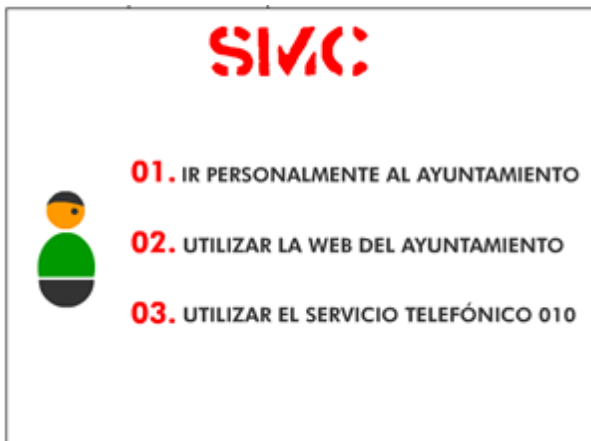 SMC
01. IR PERSONALMENTE AL AYUNTAMIENTO
02. UTILIZAR LA WEB DEL AYUNTAMIENTO
03. UTILIZAR EL SERVICIO TELEFÓNICO 010